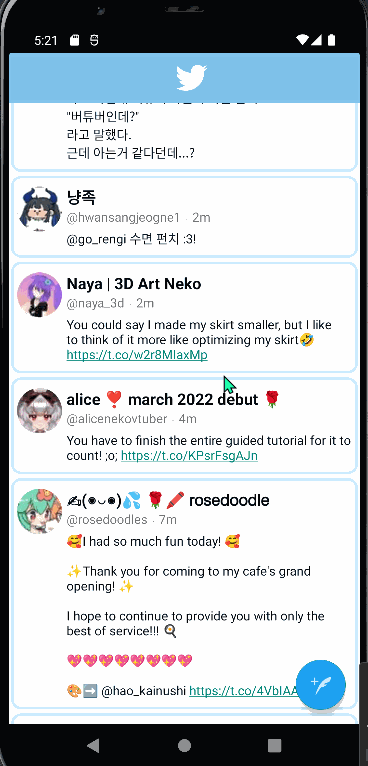 5:21
"버튜버인데?"
라고 말했다.
근데 아는거 같다던데...?
냥족
@hwansangjeogne1 · 2m
@go_rengi 수면 펀치 :3!
Naya | 3D Art Neko
@naya_3d · 2m
You could say I made my skirt smaller, but I like
to think of it more like optimizing my skirt🤣
https://t.co/w2r8MlaxMp
alice ❣️ march 2022 debut 🌹
@alicenekovtuber · 4m
You have to finish the entire guided tutorial for it to
count! ;o; https://t.co/KPsrFsgAJn
✍(◉◡◉)💦 🌹🖍️ rosedoodle
@rosedoodles · 7m
🥰I had so much fun today! 🥰
✨Thank you for coming to my cafe's grand
opening! ✨
I hope to continue to provide you with only the
best of service!!! 🍳
💖💖💖💖💖💖💖💖
🎨➡️ @hao_kainushi https://t.co/4VbIAA